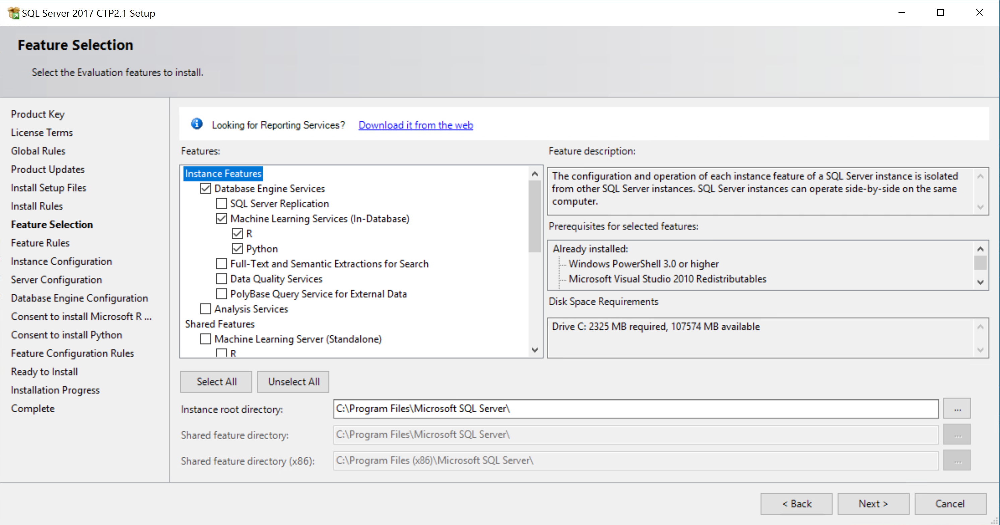 SQL Server 2017 CTP2.1 Setup
Feature Selection
Select the Evaluation features to install.
Product Key
License Terms
Global Rules
Product Updates
Install Setup Files
Install Rules
Feature Selection
Feature Rules
Instance Configuration
Server Configuration
Database Engine Configuration
Consent to install Microsoft R ...
Consent to install Python
Feature Configuration Rules
Ready to Install
Installation Progress
Complete
Looking for Reporting Services? Download it from the web
Features:
Instance Features
Database Engine Services
SQL Server Replication
Machine Learning Services (In-Database)
R
Python
Full-Text and Semantic Extractions for Search
Data Quality Services
PolyBase Query Service for External Data
Analysis Services
Shared Features
Machine Learning Server (Standalone)
R
Feature description:
The configuration and operation of each instance feature of a SQL Server instance is isolated
from other SQL Server instances. SQL Server instances can operate side-by-side on the same
computer.
Prerequisites for selected features:
Already installed:
Windows PowerShell 3.0 or higher
Microsoft Visual Studio 2010 Redistributables
Disk Space Requirements
Drive C: 2325 MB required, 107574 MB available
Select All Unselect All
Instance root directory: C:\Program Files\Microsoft SQL Server\ ...
Shared feature directory: C:\Program Files\Microsoft SQL Server\ ...
Shared feature directory (x86): C:\Program Files (x86)\Microsoft SQL Server\ ...
< Back Next > Cancel